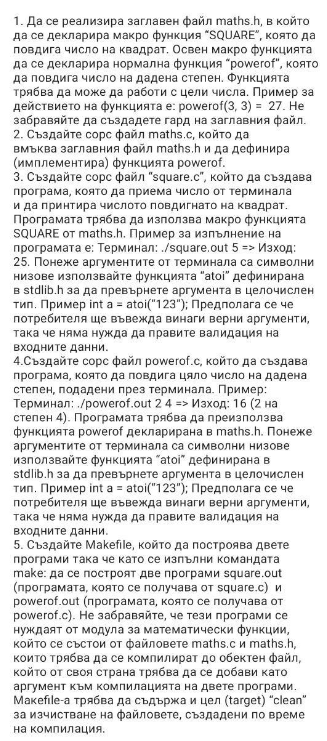 1. Да се реализира заглавен файл maths.h, в който
да се декларира макро функция “SQUARE”, която да
повдига число на квадрат. Освен макро функцията
да се декларира нормална функция “powerof”, която
да повдига число на дадена степен. Функцията
трябва да може да работи с цели числа. Пример за
действието на функцията е: powerof(3, 3) =  27. Не
забравяйте да създадете гард на заглавния файл.
2. Създайте сорс файл maths.c, който да
вмъква заглавния файл maths.h и да дефинира
(имплементира) функцията powerof.
3. Създайте сорс файл “square.c”, който да създава
програма, която да приема число от терминала
и да принтира числото повдигнато на квадрат.
Програмата трябва да използва макро функцията
SQUARE от maths.h. Пример за изпълнение на
програмата е: Терминал: ./square.out 5 => Изход:
25. Понеже аргументите от терминала са символни
низове използвайте функцията “atoi” дефинирана
в stdlib.h за да превърнете аргумента в целочислен
тип. Пример int a = atoi(“123”); Предполага се че
потребителя ще въвежда винаги верни аргументи,
така че няма нужда да правите валидация на
входните данни.
4.Създайте сорс файл powerof.c, който да създава
програма, която да повдига цяло число на дадена
степен, подадени през терминала. Пример:
Терминал: ./powerof.out 2 4 => Изход: 16 (2 на
степен 4). Програмата трябва да преизползва
функцията powerof декларирана в maths.h. Понеже
аргументите от терминала са символни низове
използвайте функцията “atoi” дефинирана в
stdlib.h за да превърнете аргумента в целочислен
тип. Пример int a = atoi(“123”); Предполага се че
потребителя ще въвежда винаги верни аргументи,
така че няма нужда да правите валидация на
входните данни.
5. Създайте Makefile, който да построява двете
програми така че като се изпълни командата
make: да се построят две програми square.out
(програмата, която се получава от square.c)  и
powerof.out (програмата, която се получава от
powerof.c). Не забравяйте, че тези програми се
нуждаят от модула за математически функции,
който се състои от файловете maths.c и maths.h,
които трябва да се компилират до обектен файл,
който от своя страна трябва да се добави като
аргумент към компилацията на двете програми.
Makefile-а трябва да съдържа и цел (target) “clean”
за изчистване на файловете, създадени по време
на компилация.